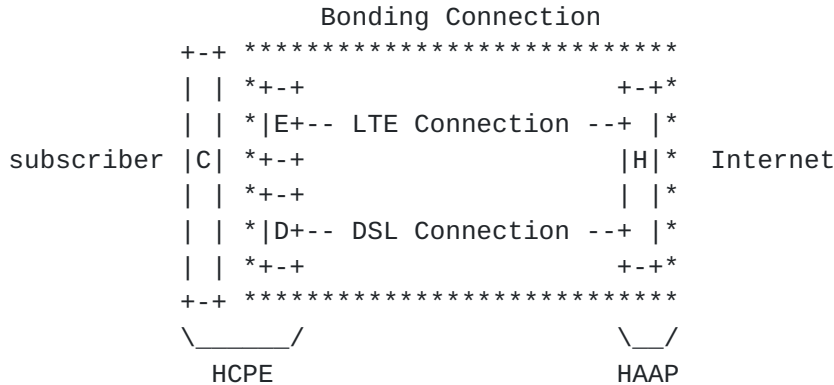 Bonding Connection
           +-+ ****************************
           | | *+-+                    +-+*
           | | *|E+-- LTE Connection --+ |*
subscriber |C| *+-+                    |H|*  Internet
           | | *+-+                    | |*
           | | *|D+-- DSL Connection --+ |*
           | | *+-+                    +-+*
           +-+ ****************************
           \______/                    \__/
             HCPE                      HAAP